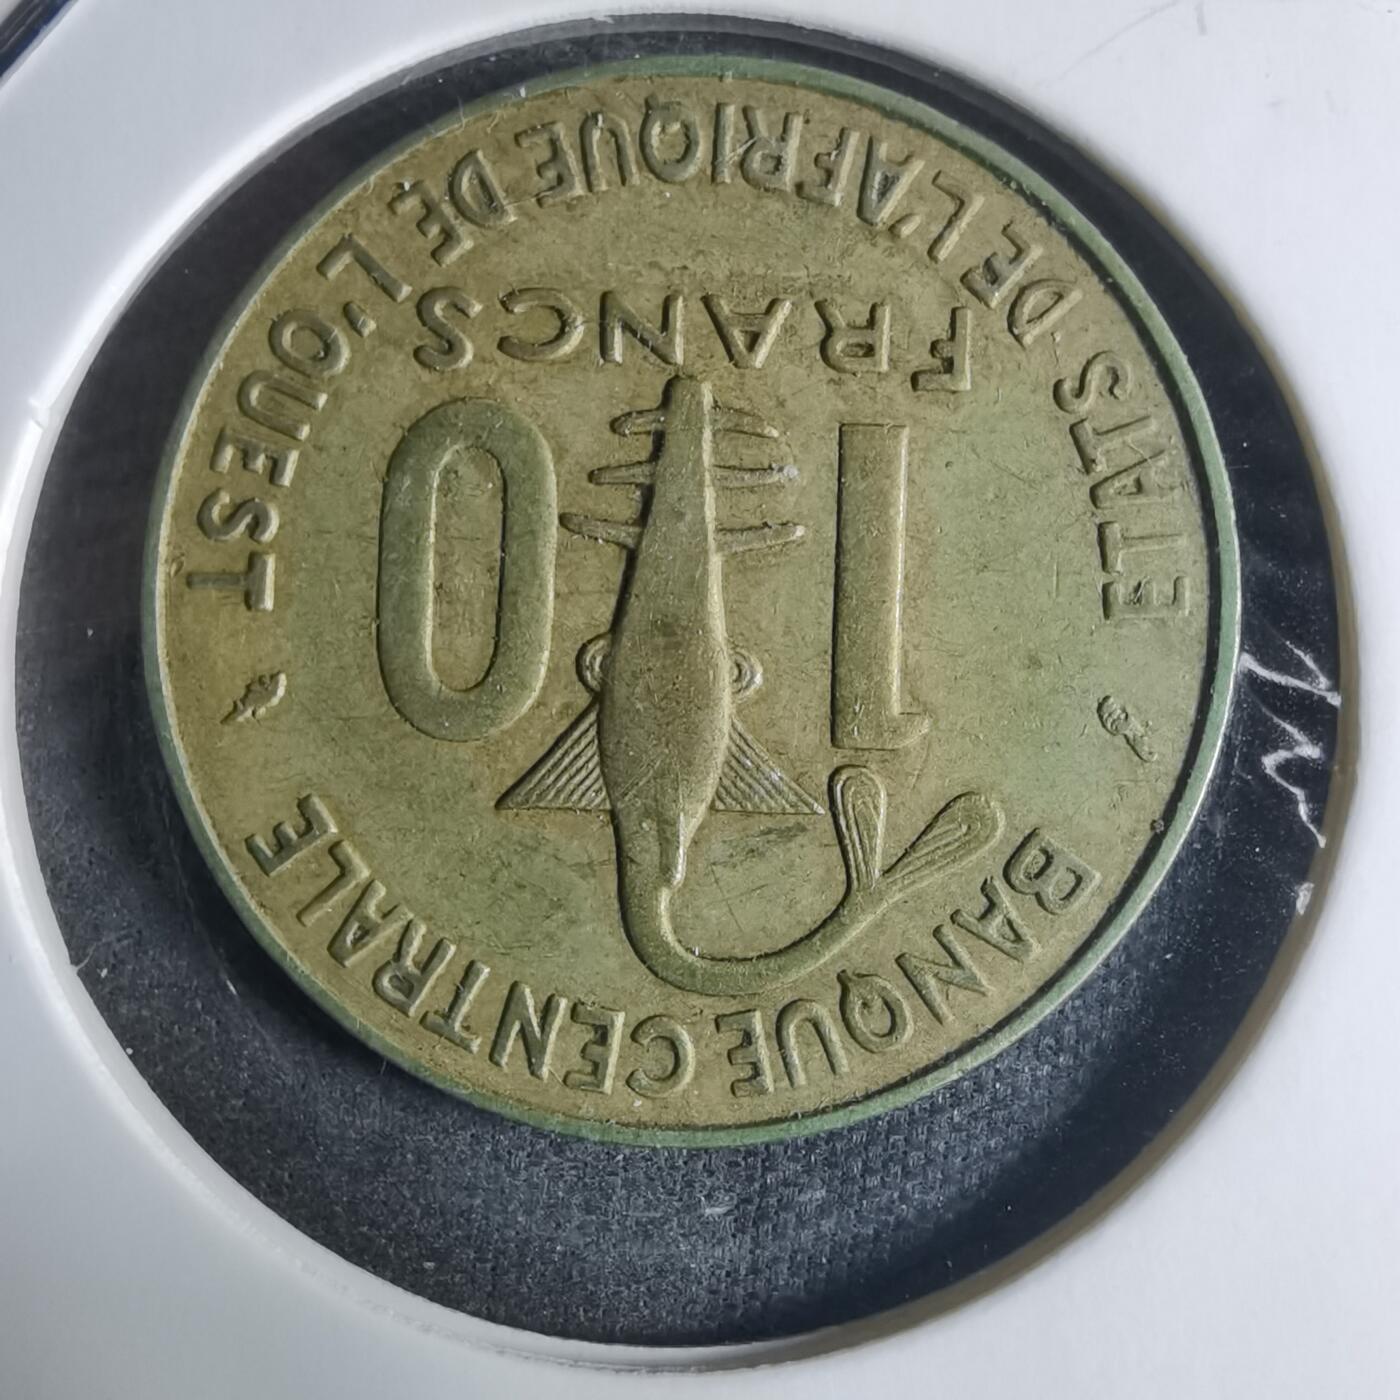 BANQUE CENTRALE
10
FRANCS
ETATS DE L'AFRIQUE DE L'OUEST